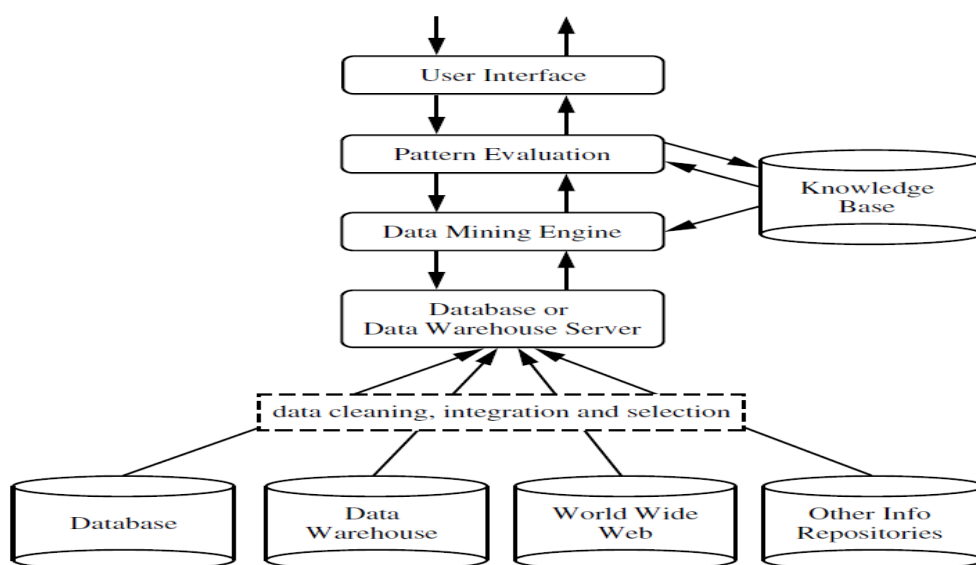 User Interface
Pattern Evaluation
Knowledge
Base
Data Mining Engine
Database or
Data Warehouse Server
data cleaning, integration and selection
Database
Data
Warehouse
World Wide
Web
Other Info
Repositories